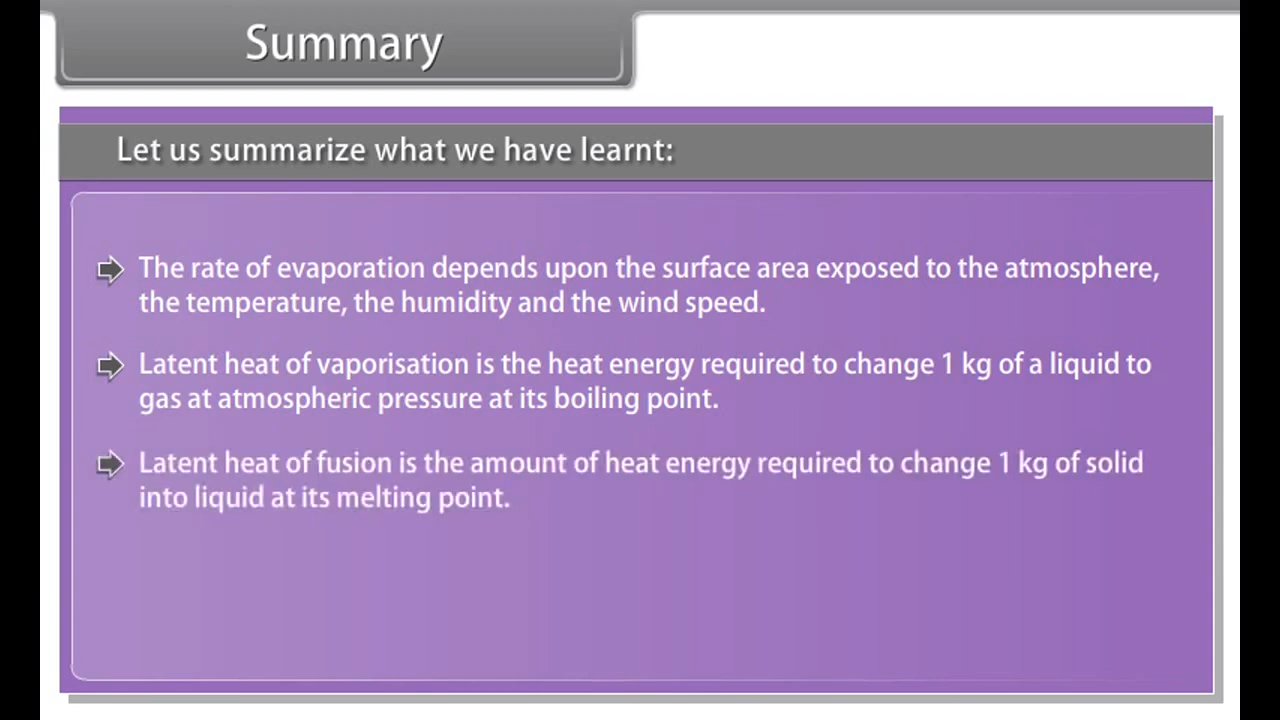 Summary
Let us summarize what we have learnt:
The rate of evaporation depends upon the surface area exposed to the atmosphere,
the temperature, the humidity and the wind speed.
Latent heat of vaporisation is the heat energy required to change 1 kg of a liquid to
gas at atmospheric pressure at its boiling point.
Latent heat of fusion is the amount of heat energy required to change 1 kg of solid
into liquid at its melting point.